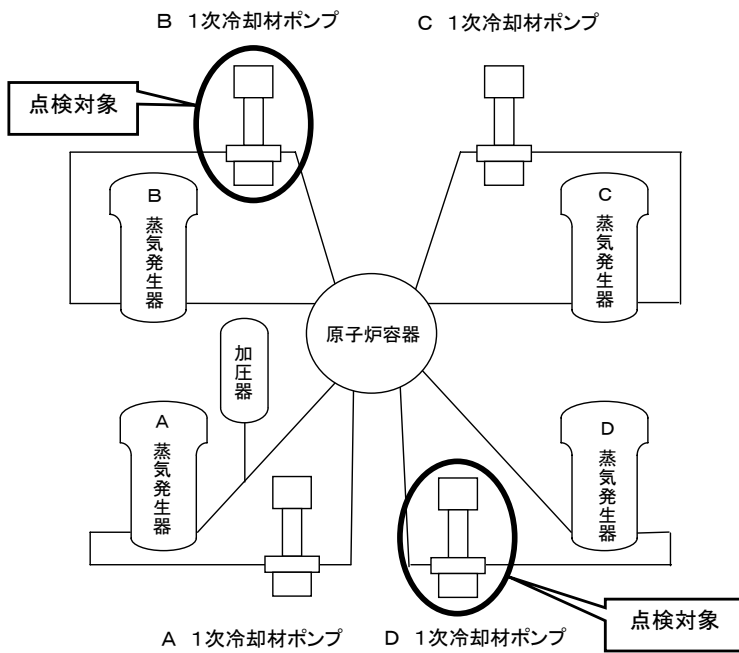 B 1次冷却材ポンプ
C 1次冷却材ポンプ
点検対象
B
蒸気発生器
C
蒸気発生器
原子炉容器
加圧器
A
蒸気発生器
D
蒸気発生器
点検対象
A 1次冷却材ポンプ
D 1次冷却材ポンプ